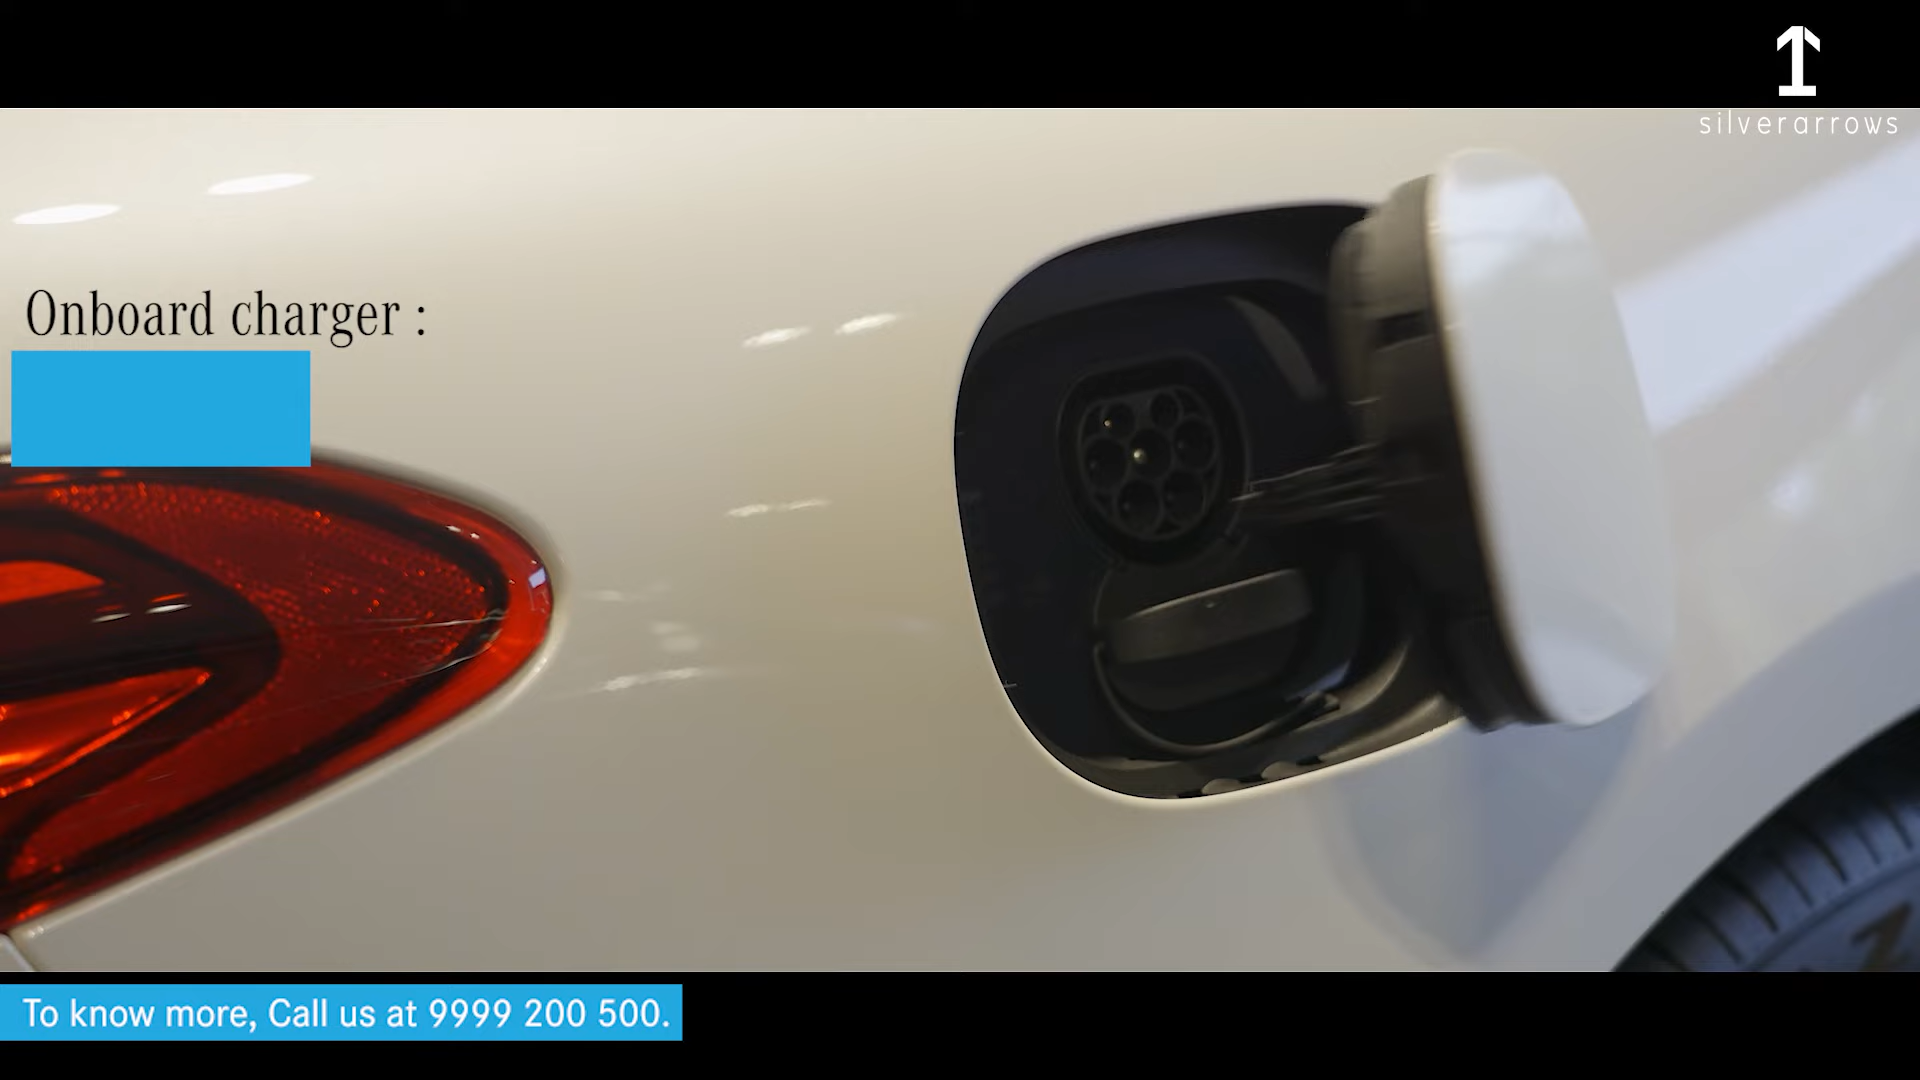 silverarrows
Onboard charger :
To know more, Call us at 9999 200 500.